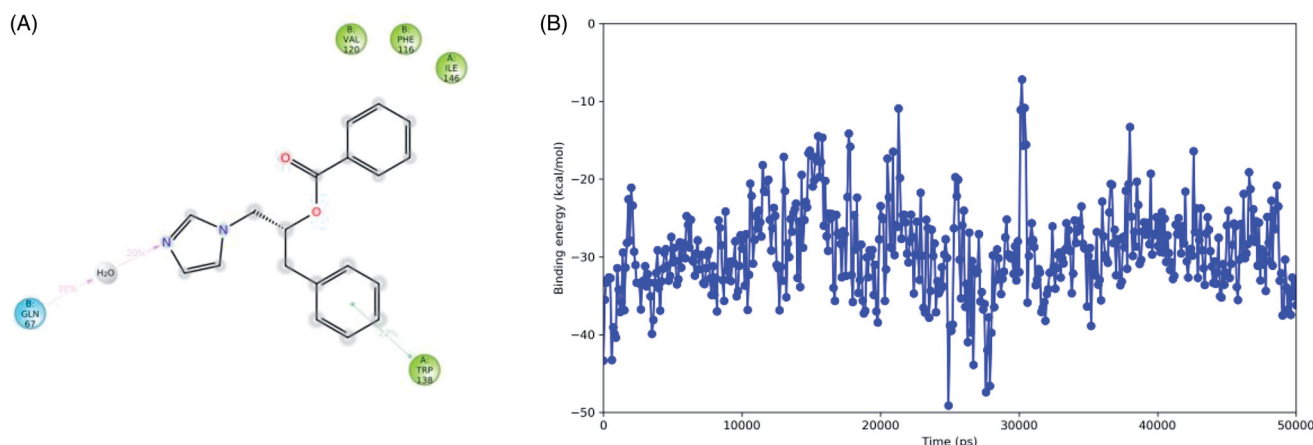 (A)
B:
VAL
120
B:
PHE
116
A:
ILE
146
O
O
N
N
20%
H₂O
20%
B:
GLN
67
22%
A:
TRP
138
(B)
0
−10
−20
−30
−40
−50
Binding energy (kcal/mol)
0
10000
20000
30000
40000
50000
Time (ps)